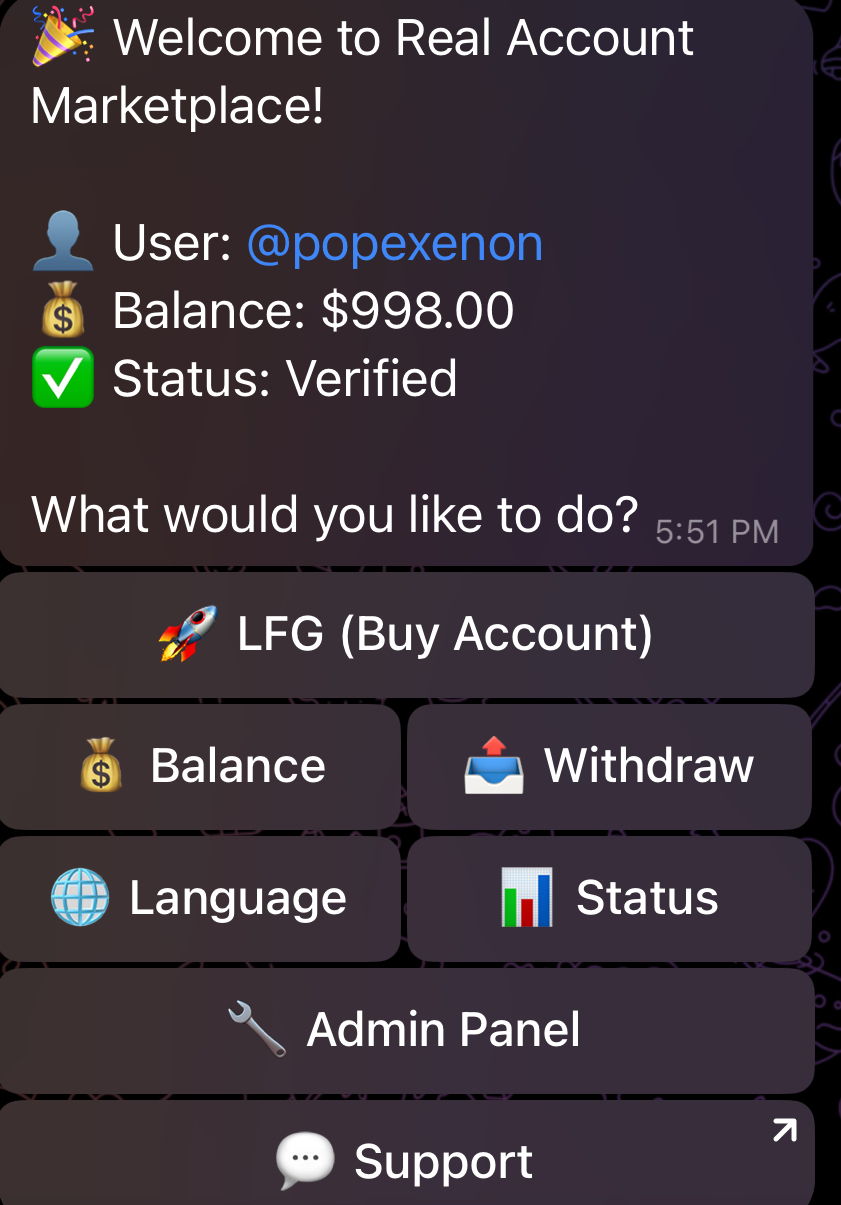 🎉 Welcome to Real Account
Marketplace!
👤 User: @popexenon
💰 Balance: $998.00
✅ Status: Verified
What would you like to do? 5:51 PM
🚀 LFG (Buy Account)
💰 Balance
📤 Withdraw
🌐 Language
📊 Status
🔧 Admin Panel
💬 Support